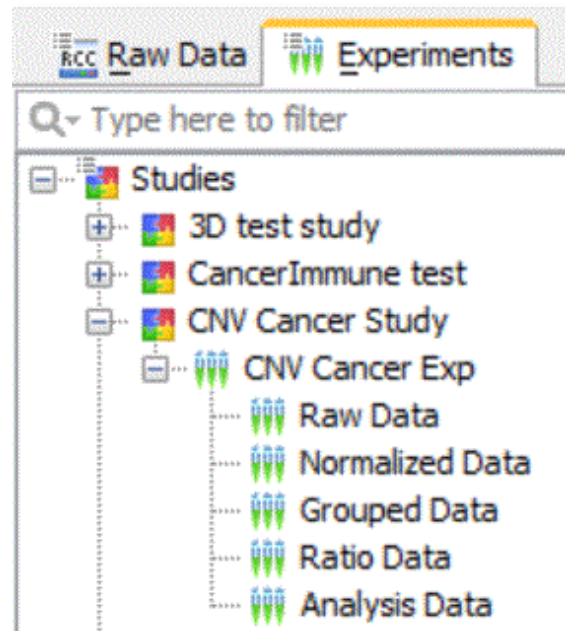 RCC Raw Data Experiments
Type here to filter
Studies
3D test study
CancerImmune test
CNV Cancer Study
CNV Cancer Exp
Raw Data
Normalized Data
Grouped Data
Ratio Data
Analysis Data